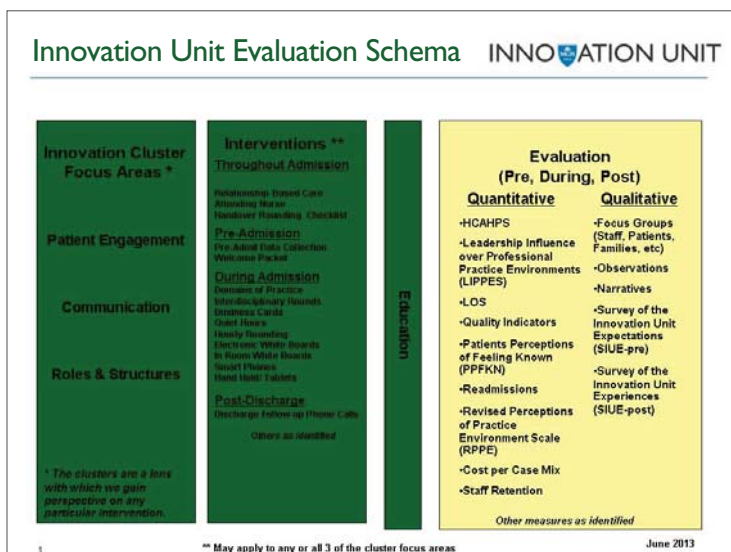 Innovation Unit Evaluation Schema
INNOVATION UNIT
Innovation Cluster
Focus Areas *
Patient Engagement
Communication
Roles & Structures
* The clusters are a lens
with which we gain
perspective on any
particular intervention.
Interventions **
Throughout Admission
Relationship Based Care
Attending Nurse
Handover Rounding Checklist
Pre-Admission
Pre-Admit Data Collection
Welcome Packet
During Admission
Domains of Practice
Interdisciplinary Rounds
Business Cards
Quiet Hours
Hourly Rounding
Electronic White Boards
In Room White Boards
Smart Phones
Hand Held/ Tablets
Post-Discharge
Discharge Follow-up Phone Calls
Others as identified
Education
Evaluation
(Pre, During, Post)
Quantitative
•HCAHPS
•Leadership Influence
over Professional
Practice Environments
(LIPPES)
•LOS
•Quality Indicators
•Patients Perceptions
of Feeling Known
(PPFKN)
•Readmissions
•Revised Perceptions
of Practice
Environment Scale
(RPPE)
•Cost per Case Mix
•Staff Retention
Qualitative
•Focus Groups
(Staff, Patients,
Families, etc)
•Observations
•Narratives
•Survey of the
Innovation Unit
Expectations
(SIUE-pre)
•Survey of the
Innovation Unit
Experiences
(SIUE-post)
Other measures as identified
1
** May apply to any or all 3 of the cluster focus areas
June 2013